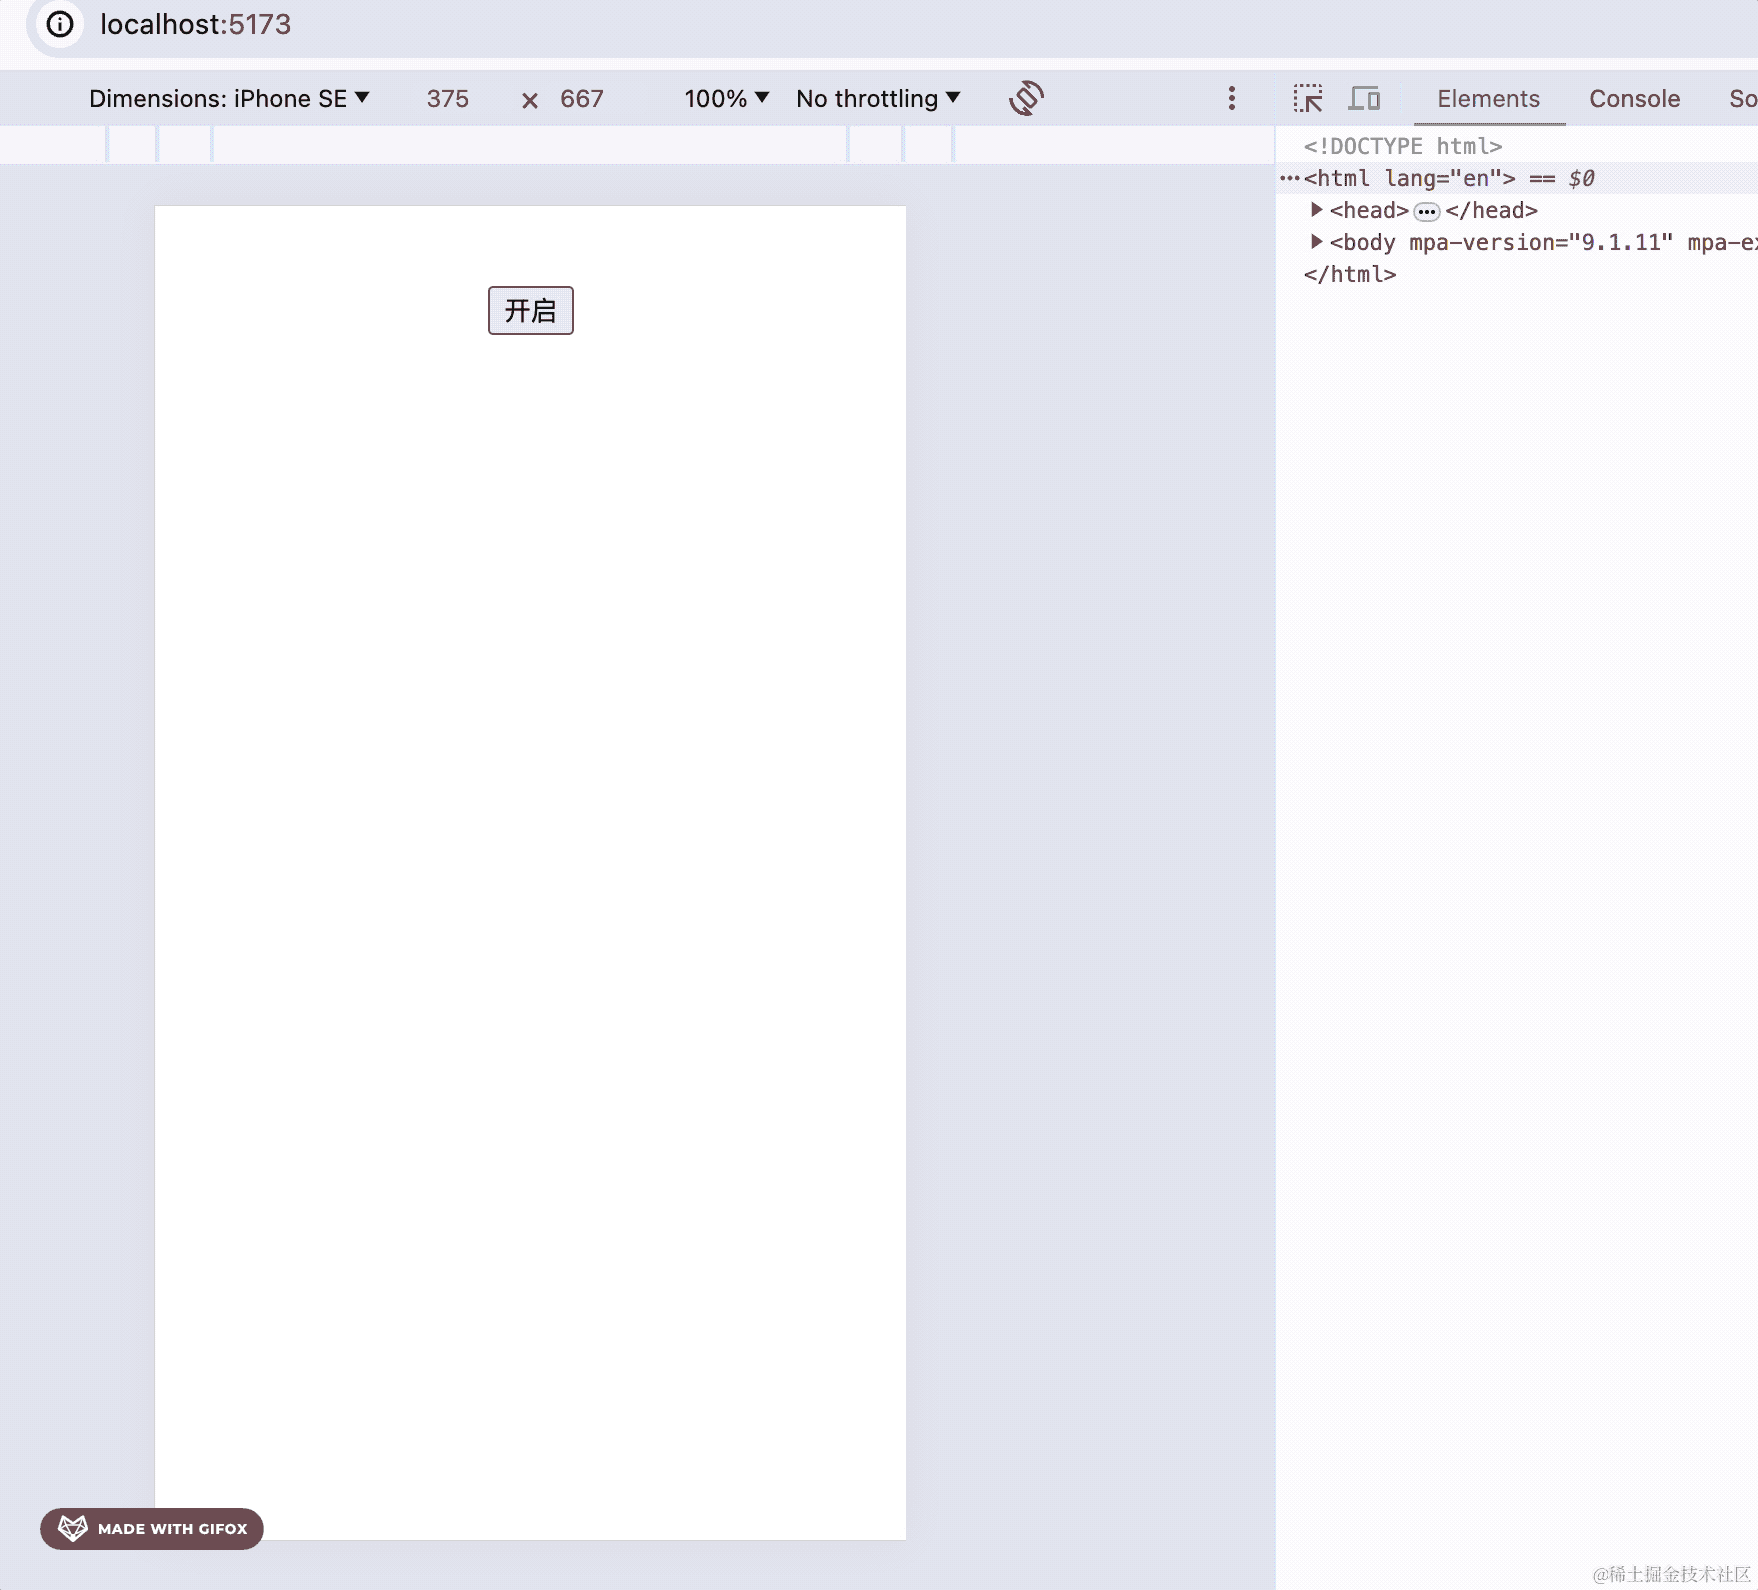 localhost:5173
Dimensions: iPhone SE ▼ 375 × 667 100% ▼ No throttling ▼
Elements Console So
<!DOCTYPE html>
···<html lang="en"> == $0
▶<head>···</head>
▶<body mpa-version="9.1.11" mpa-ex
</html>
开启
MADE WITH GIFOX
@稀土掘金技术社区